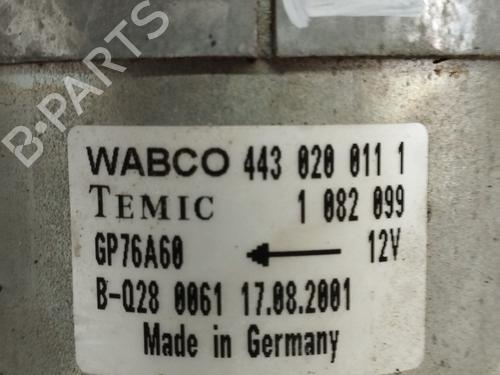 B-PARTS
WABCO 443 020 011 1
TEMIC 1 082 099
GP76A60 12V
B-Q28 0061 17.08.2001
Made in Germany